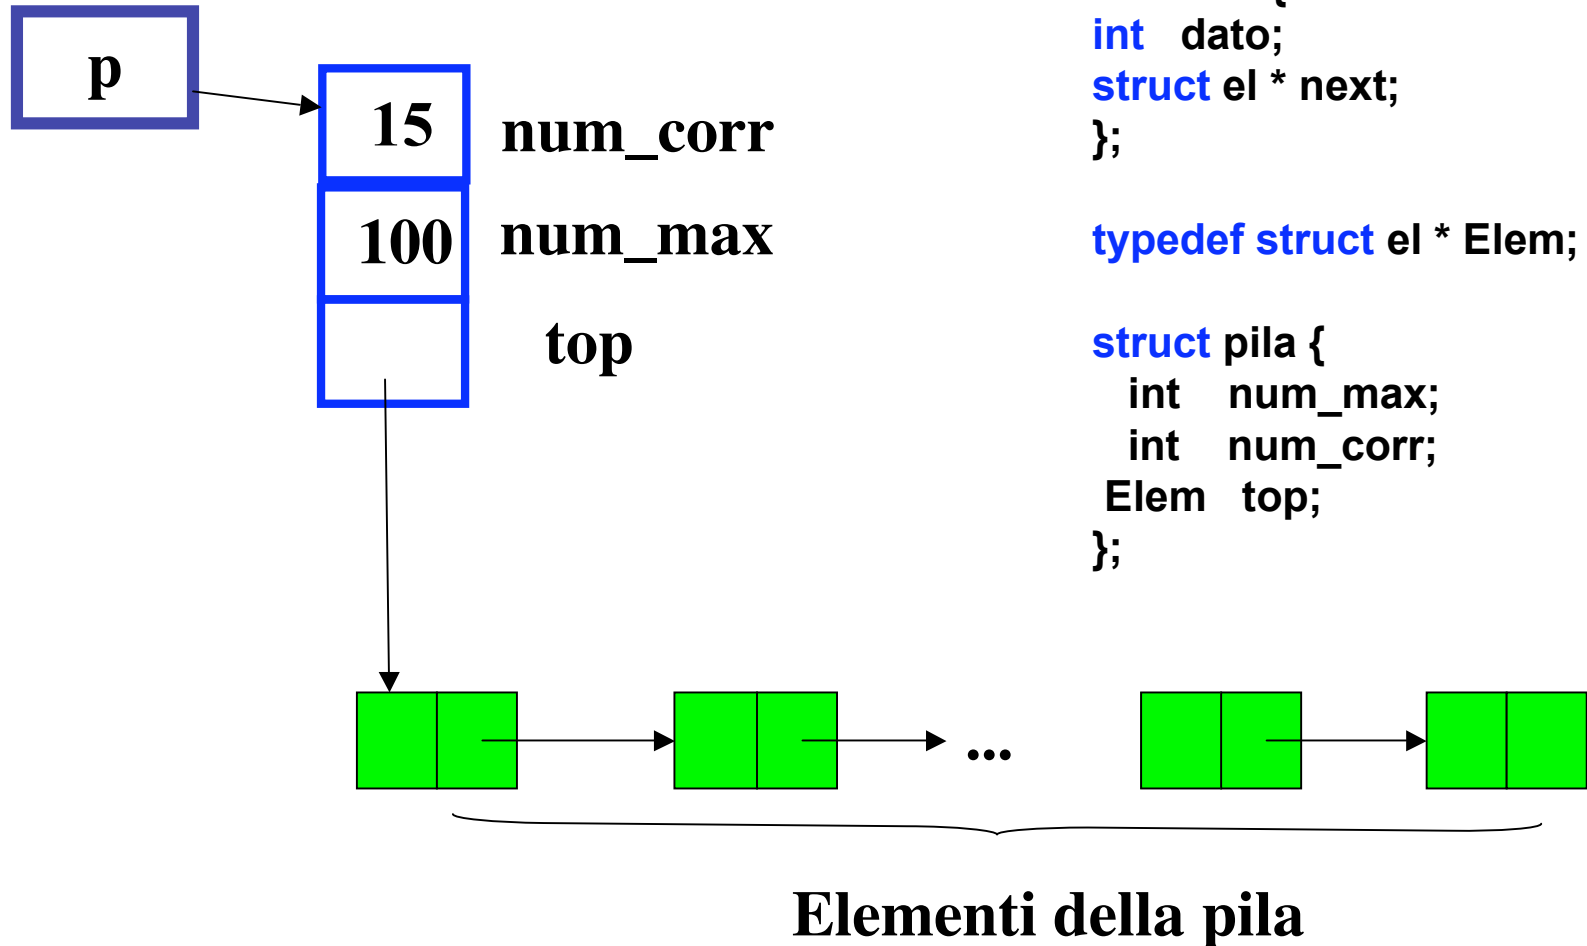 p
15 num_corr
100 num_max
top
...
Elementi della pila
{
int dato;
struct el * next;
};
typedef struct el * Elem;
struct pila {
int num_max;
int num_corr;
Elem top;
};